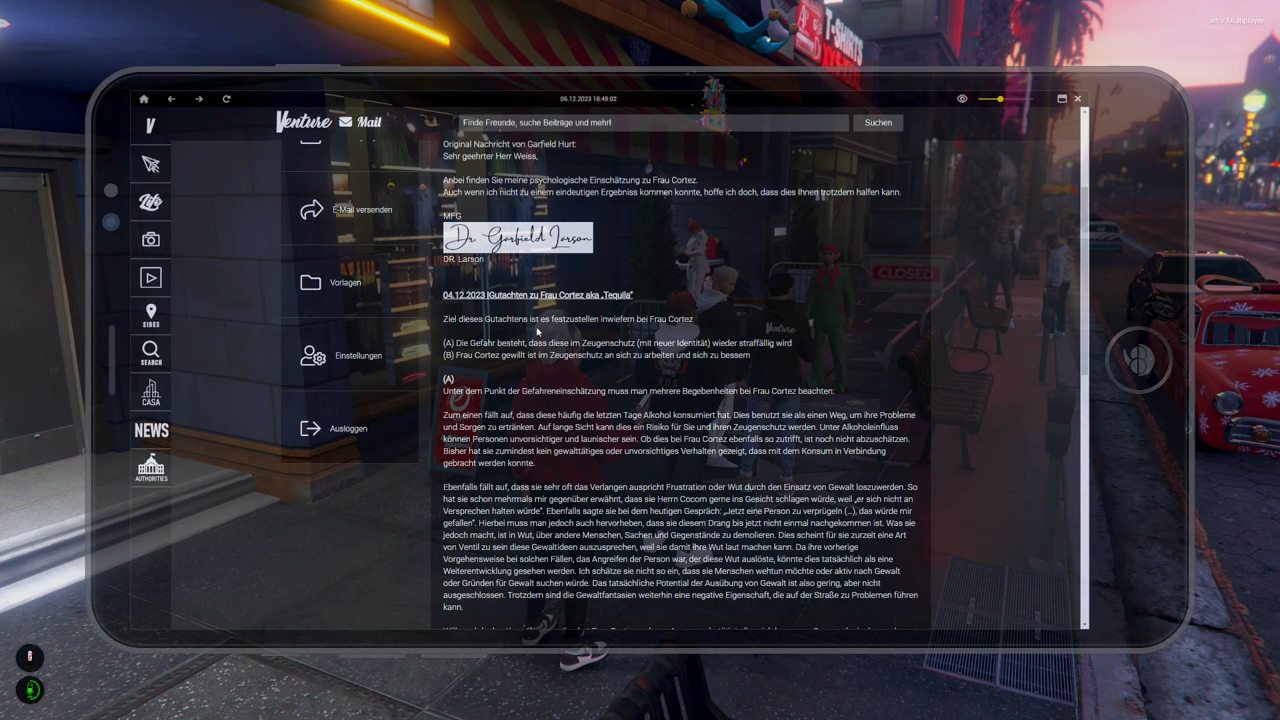 alt:V Multiplayer
T-SHIRTS
06.12.2023 18:49:02
Venture Mail
Finde Freunde, suche Beiträge und mehr!
Suchen
V
Life
SIDES
SEARCH
CASA
NEWS
AUTHORITIES
E-Mail versenden
Vorlagen
Einstellungen
Ausloggen
Original Nachricht von Garfield Hurt:
Sehr geehrter Herr Weiss,
Anbei finden Sie meine psychologische Einschätzung zu Frau Cortez.
Auch wenn ich nicht zu einem eindeutigen Ergebniss kommen konnte, hoffe ich doch, dass dies Ihnen trotzdem halfen kann.
MFG
Dr. Garfield Larson
DR. Larson
CLOSED
Venture
04.12.2023 |Gutachten zu Frau Cortez aka „Tequila“
Ziel dieses Gutachtens ist es festzustellen inwiefern bei Frau Cortez
(A) Die Gefahr besteht, dass diese im Zeugenschutz (mit neuer Identität) wieder straffällig wird
(B) Frau Cortez gewillt ist im Zeugenschutz an sich zu arbeiten und sich zu bessern
(A)
Unter dem Punkt der Gefahreneinschätzung muss man mehrere Begebenheiten bei Frau Cortez beachten:
Zum einen fällt auf, dass diese häufig die letzten Tage Alkohol konsumiert hat. Dies benutzt sie als einen Weg, um ihre Probleme
und Sorgen zu ertränken. Auf lange Sicht kann dies ein Risiko für Sie und ihren Zeugenschutz werden. Unter Alkoholeinfluss
können Personen unvorsichtiger und launischer sein. Ob dies bei Frau Cortez ebenfalls so zutrifft, ist noch nicht abzuschätzen.
Bisher hat sie zumindest kein gewalttätiges oder unvorsichtiges Verhalten gezeigt, dass mit dem Konsum in Verbindung
gebracht werden konnte.
Ebenfalls fällt auf, dass sie sehr oft das Verlangen auspricht Frustration oder Wut durch den Einsatz von Gewalt loszuwerden. So
hat sie schon mehrmals mir gegenüber erwähnt, dass sie Herrn Cocom gerne ins Gesicht schlagen würde, weil „er sich nicht an
Versprechen halten würde“. Ebenfalls sagte sie bei dem heutigen Gespräch: „Jetzt eine Person zu verprügeln (...), das würde mir
gefallen“. Hierbei muss man jedoch auch hervorheben, dass sie diesem Drang bis jetzt nicht einmal nachgekommen ist. Was sie
jedoch macht, ist in Wut, über andere Menschen, Sachen und Gegenstände zu demolieren. Dies scheint für sie zurzeit eine Art
von Ventil zu sein diese Gewaltideen auszusprechen, weil sie damit ihre Wut laut machen kann. Da ihre vorherige
Vorgehensweise bei solchen Fällen, das Angreifen der Person war, der diese Wut auslöste, könnte dies tatsächlich als eine
Weiterentwicklung gesehen werden. Ich schätze sie nicht so ein, dass sie Menschen wehtun möchte oder aktiv nach Gewalt
oder Gründen für Gewalt suchen würde. Das tatsächliche Potential der Ausübung von Gewalt ist also gering, aber nicht
ausgeschlossen. Trotzdem sind die Gewaltfantasien weiterhin eine negative Eigenschaft, die auf der Straße zu Problemen führen
kann.